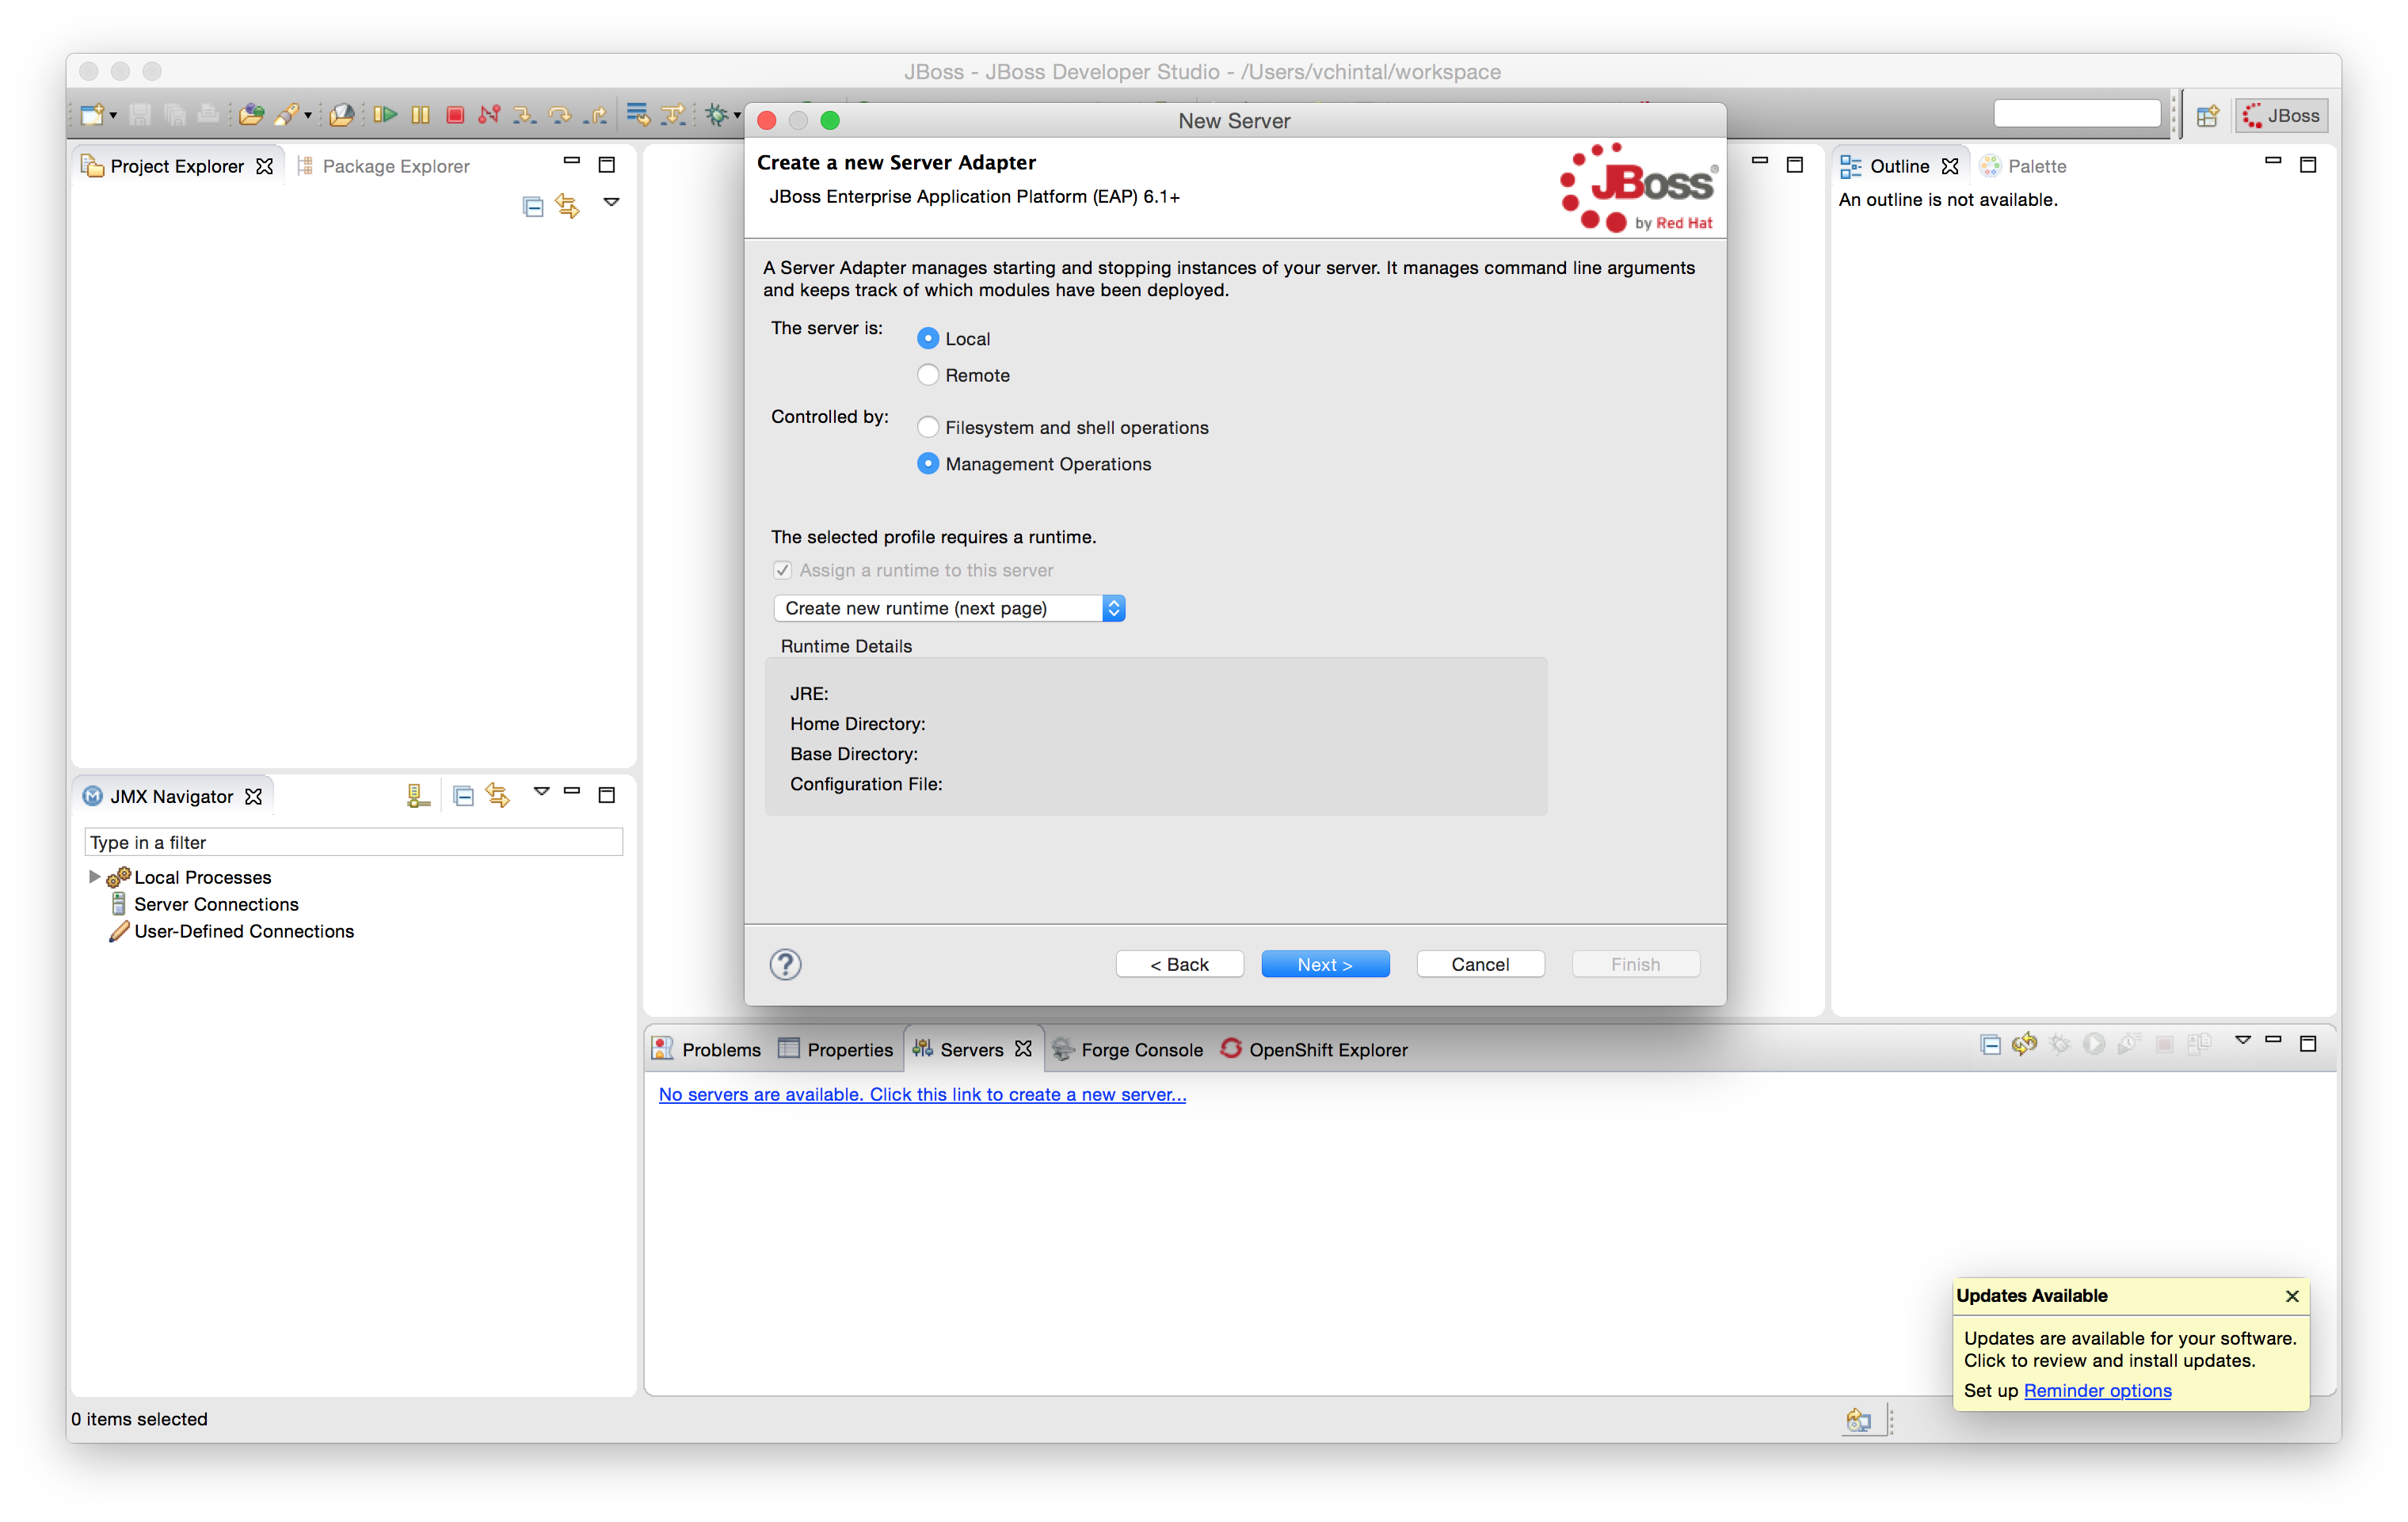 JBoss - JBoss Developer Studio - /Users/vchintal/workspace
JBoss
Project Explorer
Package Explorer
New Server
Create a new Server Adapter
JBoss Enterprise Application Platform (EAP) 6.1+
JBoss®
by Red Hat
A Server Adapter manages starting and stopping instances of your server. It manages command line arguments
and keeps track of which modules have been deployed.
The server is:
Local
Remote
Controlled by:
Filesystem and shell operations
Management Operations
The selected profile requires a runtime.
Assign a runtime to this server
Create new runtime (next page)
Runtime Details
JRE:
Home Directory:
Base Directory:
Configuration File:
?
< Back
Next >
Cancel
Finish
Outline
Palette
An outline is not available.
M
JMX Navigator
Type in a filter
Local Processes
Server Connections
User-Defined Connections
Problems
Properties
Servers
Forge Console
OpenShift Explorer
No servers are available. Click this link to create a new server...
Updates Available
Updates are available for your software.
Click to review and install updates.
Set up Reminder options
0 items selected